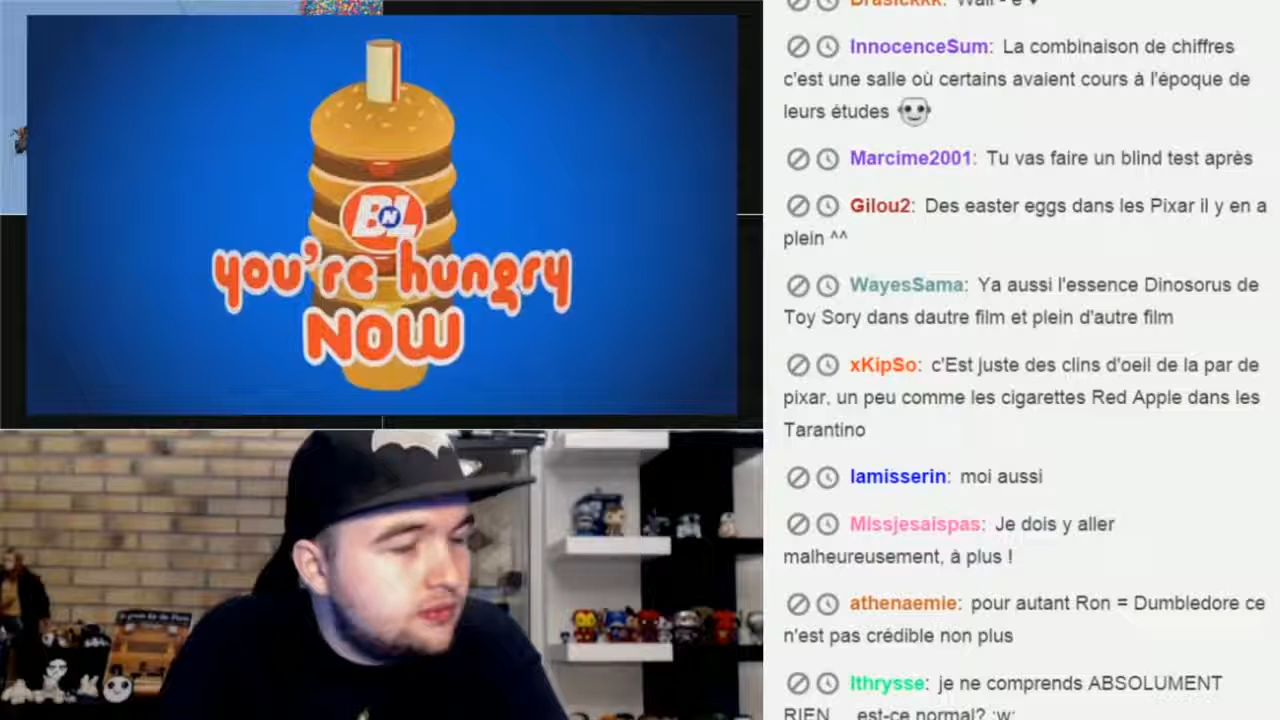 BNL
you're hungry
NOW
Drasickkk: Wall - e ♥
InnocenceSum: La combinaison de chiffres
c'est une salle où certains avaient cours à l'époque de
leurs études
Marcime2001: Tu vas faire un blind test après
Gilou2: Des easter eggs dans les Pixar il y en a
plein ^^
WayesSama: Ya aussi l'essence Dinosorus de
Toy Sory dans dautre film et plein d'autre film
xKipSo: c'Est juste des clins d'oeil de la par de
pixar, un peu comme les cigarettes Red Apple dans les
Tarantino
lamisserin: moi aussi
Missjesaispas: Je dois y aller
malheureusement, à plus !
athenaemie: pour autant Ron = Dumbledore ce
n'est pas crédible non plus
Ithrysse: je ne comprends ABSOLUMENT
RIEN... est-ce normal? :w: